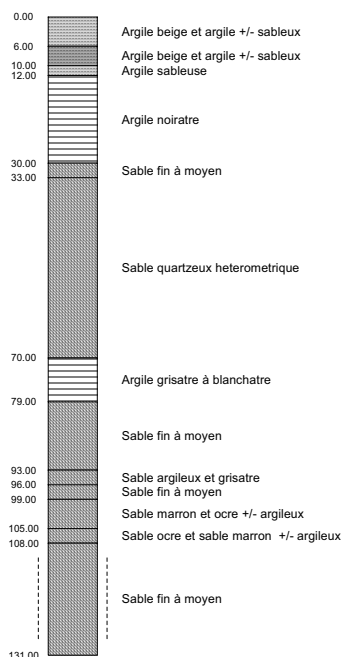 0.00
Argile beige et argile +/- sableux
6.00
Argile beige et argile +/- sableux
10.00
Argile sableuse
12.00
Argile noiratre
30.00
Sable fin à moyen
33.00
Sable quartzeux heterometrique
70.00
Argile grisatre à blanchatre
79.00
Sable fin à moyen
93.00
Sable argileux et grisatre
96.00
Sable fin à moyen
99.00
Sable marron et ocre +/- argileux
105.00
Sable ocre et sable marron +/- argileux
108.00
Sable fin à moyen
131.00